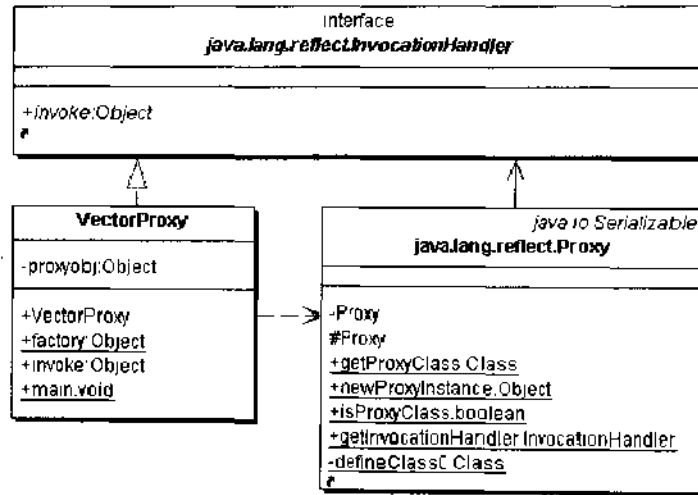 interface
java.lang.reflect.InvocationHandler
+invoke:Object
VectorProxy
-proxyobj:Object
+VectorProxy
+factory:Object
+invoke:Object
+main.void
java.io.Serializable
java.lang.reflect.Proxy
-Proxy
#Proxy
+getProxyClass.Class
+newProxyInstance.Object
+isProxyClass.boolean
+getInvocationHandler InvocationHandler
-defineClass0 Class